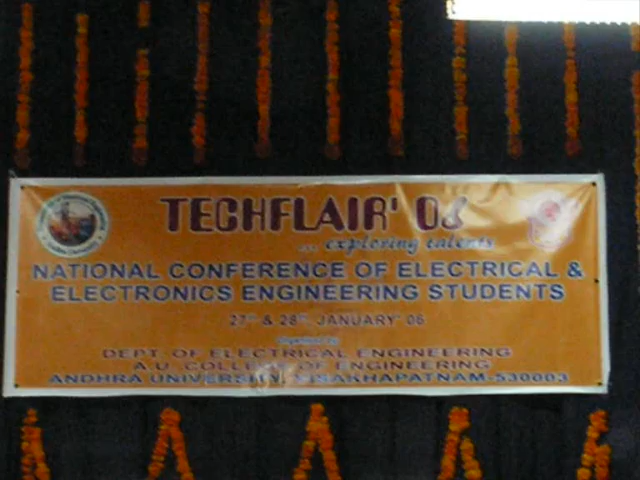 TECHFLAIR' 06
... exploring talents
NATIONAL CONFERENCE OF ELECTRICAL &
ELECTRONICS ENGINEERING STUDENTS
27TH & 28TH JANUARY' 06
Organised by
DEPT. OF ELECTRICAL ENGINEERING
A.U. COLLEGE OF ENGINEERING
ANDHRA UNIVERSITY, VISAKHAPATNAM-530003